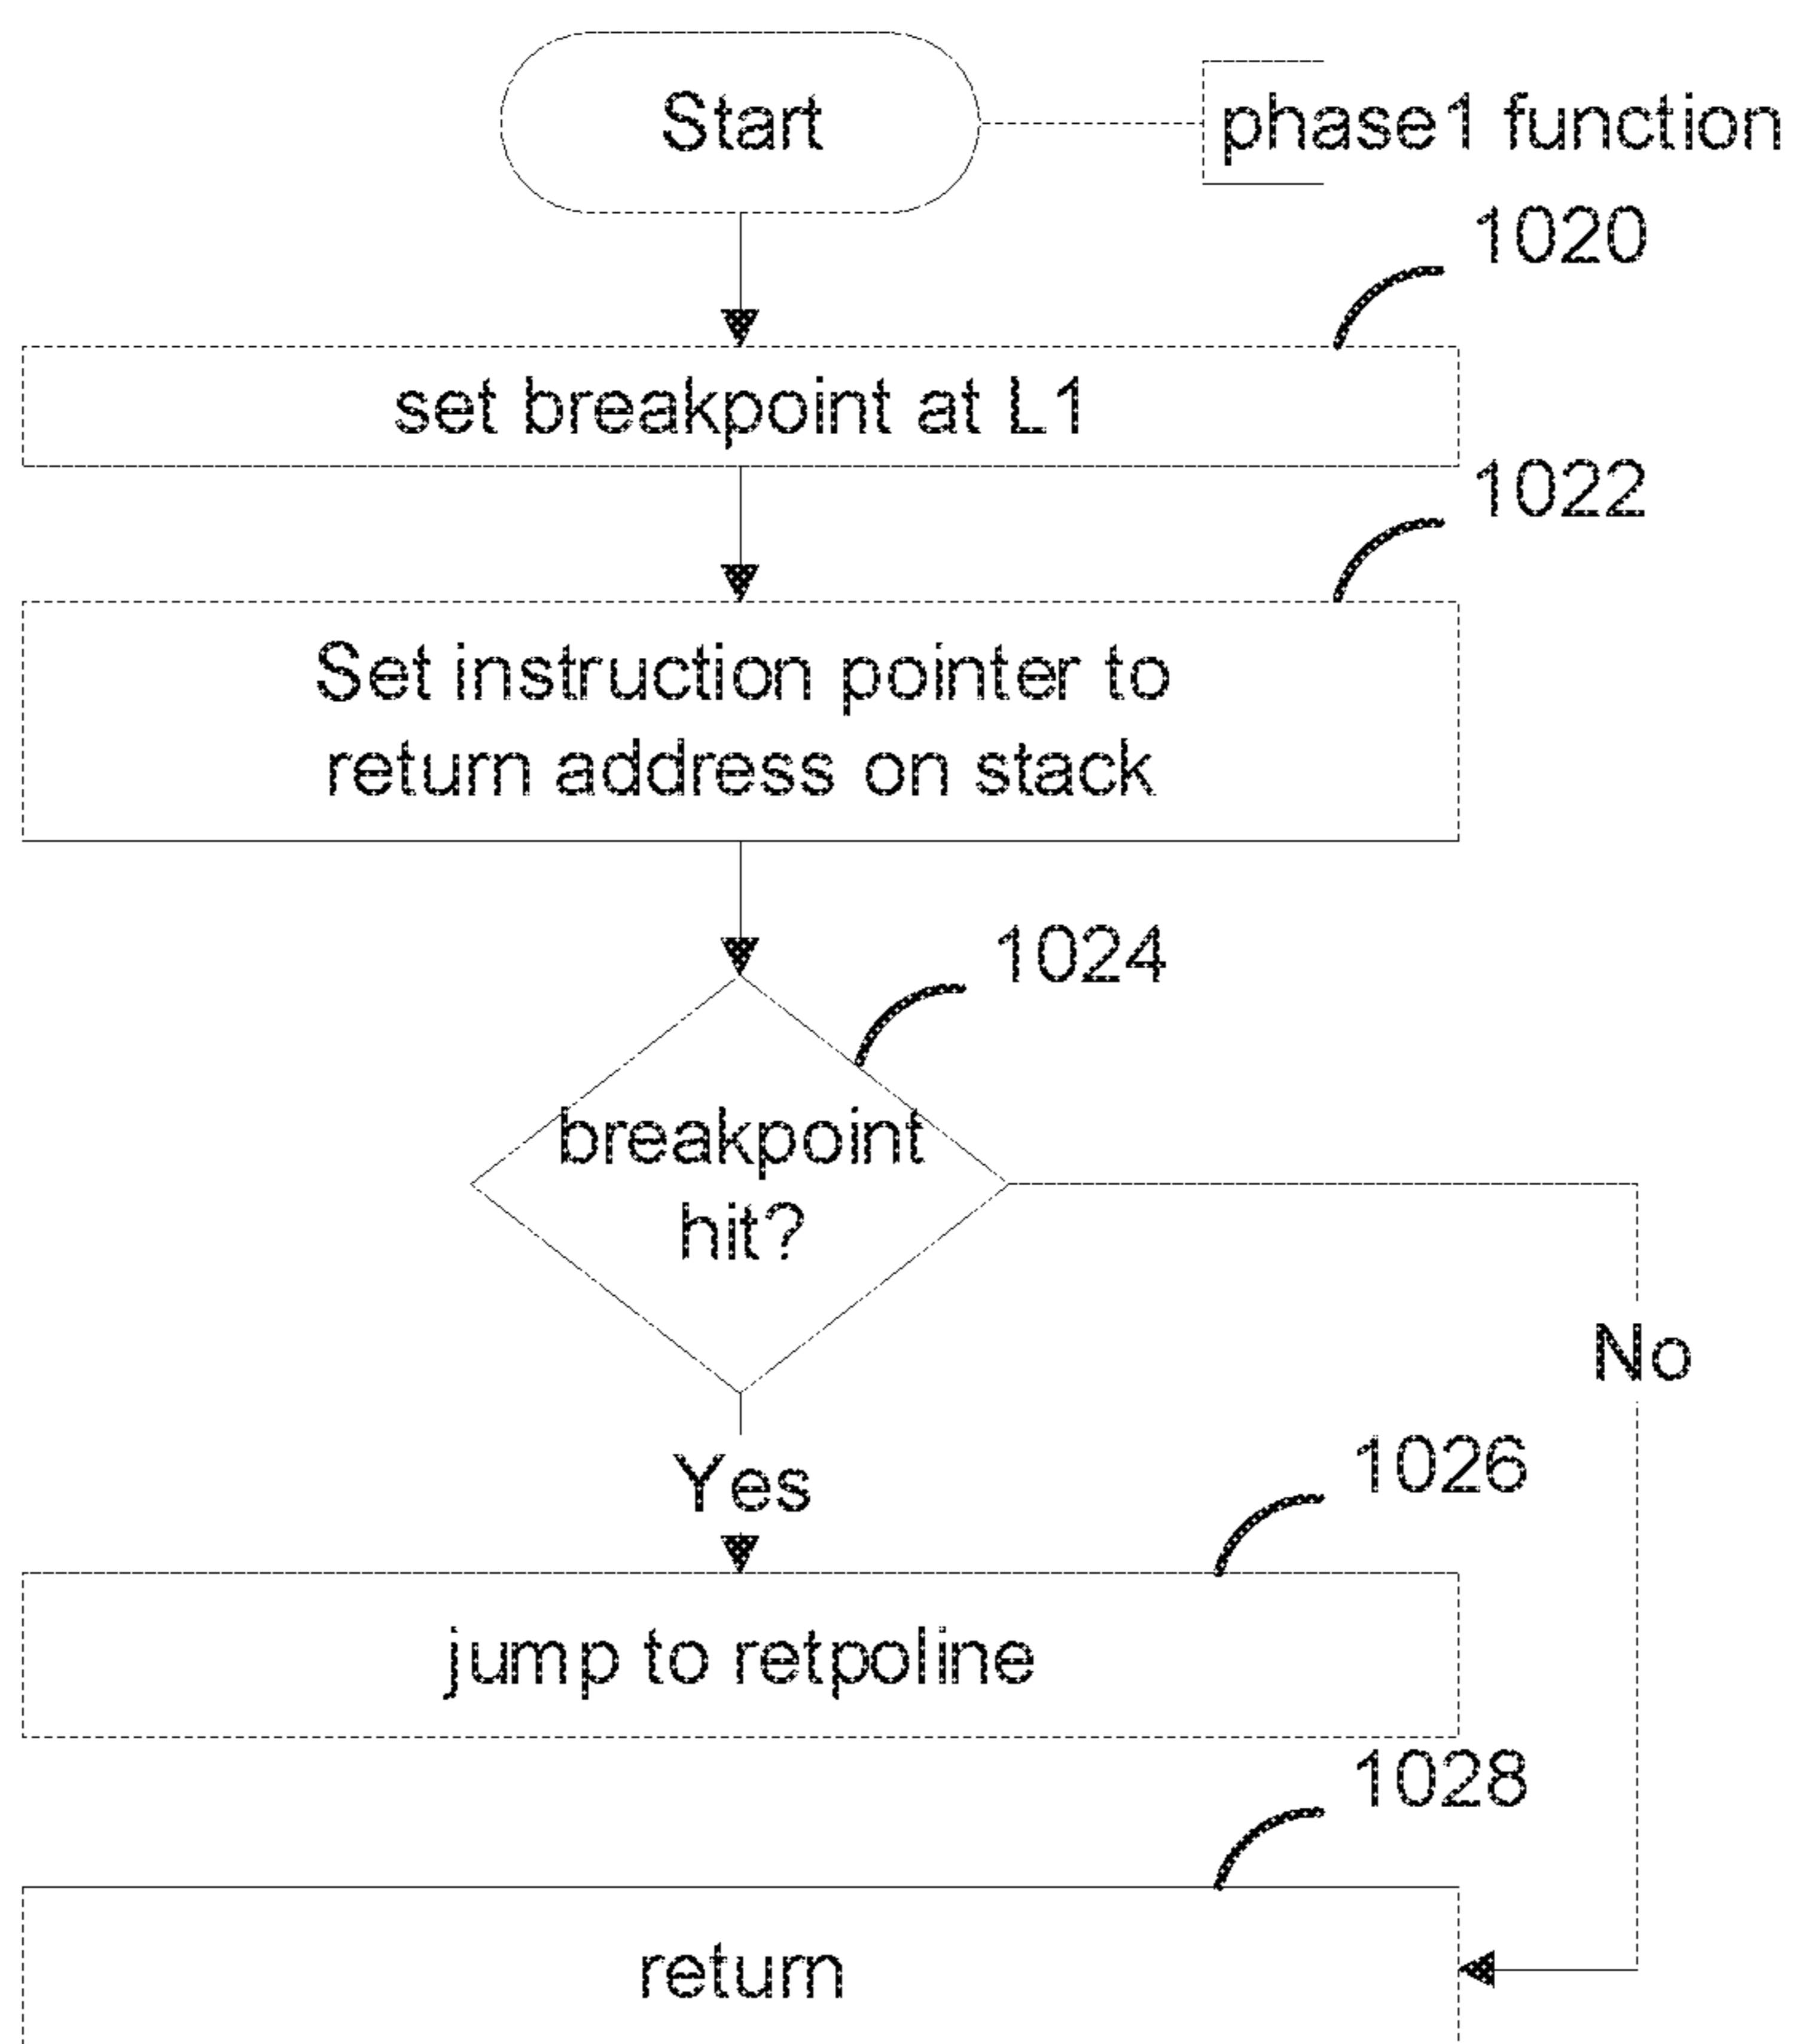 Start
phase1 function
1020
set breakpoint at L1
1022
Set instruction pointer to
return address on stack
1024
breakpoint
hit?
No
Yes
1026
jump to retpoline
1028
return